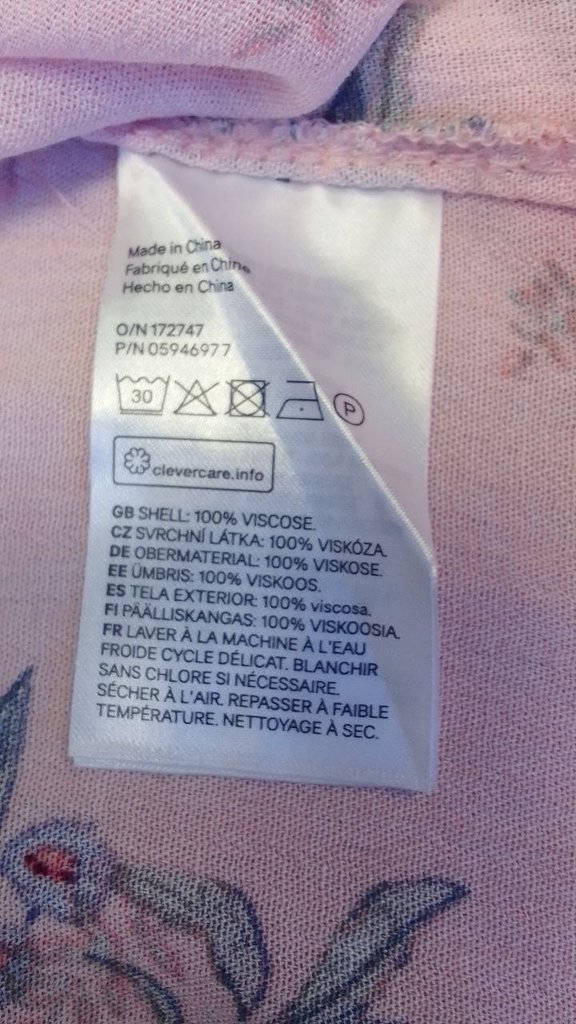 Made in China
Fabriqué en Chine
Hecho en China
O/N 172747
P/N 05946977
30 P
clevercare.info
GB SHELL: 100% VISCOSE.
CZ SVRCHNÍ LÁTKA: 100% VISKÓZA.
DE OBERMATERIAL: 100% VISKOSE.
EE ÜMBRIS: 100% VISKOOS.
ES TELA EXTERIOR: 100% viscosa.
FI PÄÄLLISKANGAS: 100% VISKOOSIA.
FR LAVER À LA MACHINE À L'EAU
FROIDE CYCLE DÉLICAT. BLANCHIR
SANS CHLORE SI NÉCESSAIRE.
SÉCHER À L'AIR. REPASSER À FAIBLE
TEMPÉRATURE. NETTOYAGE À SEC.